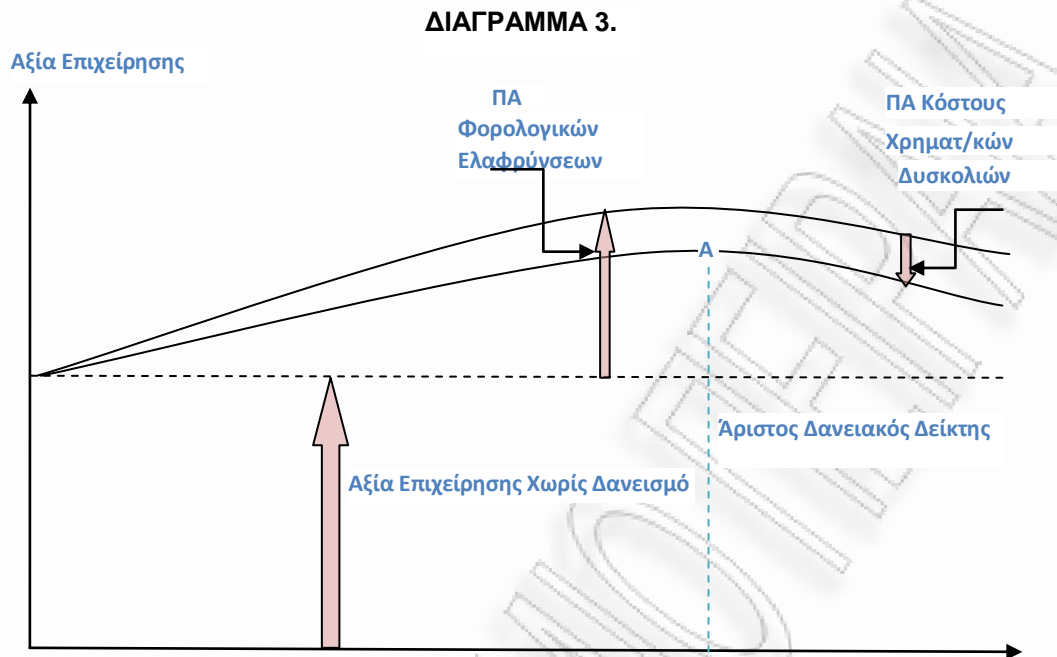 ΔΙΑΓΡΑΜΜΑ 3.
Αξία Επιχείρησης
ΠΑ
Φορολογικών
Ελαφρύνσεων
ΠΑ Κόστους
Χρηματ/κών
Δυσκολιών
Α
Άριστος Δανειακός Δείκτης
Αξία Επιχείρησης Χωρίς Δανεισμό